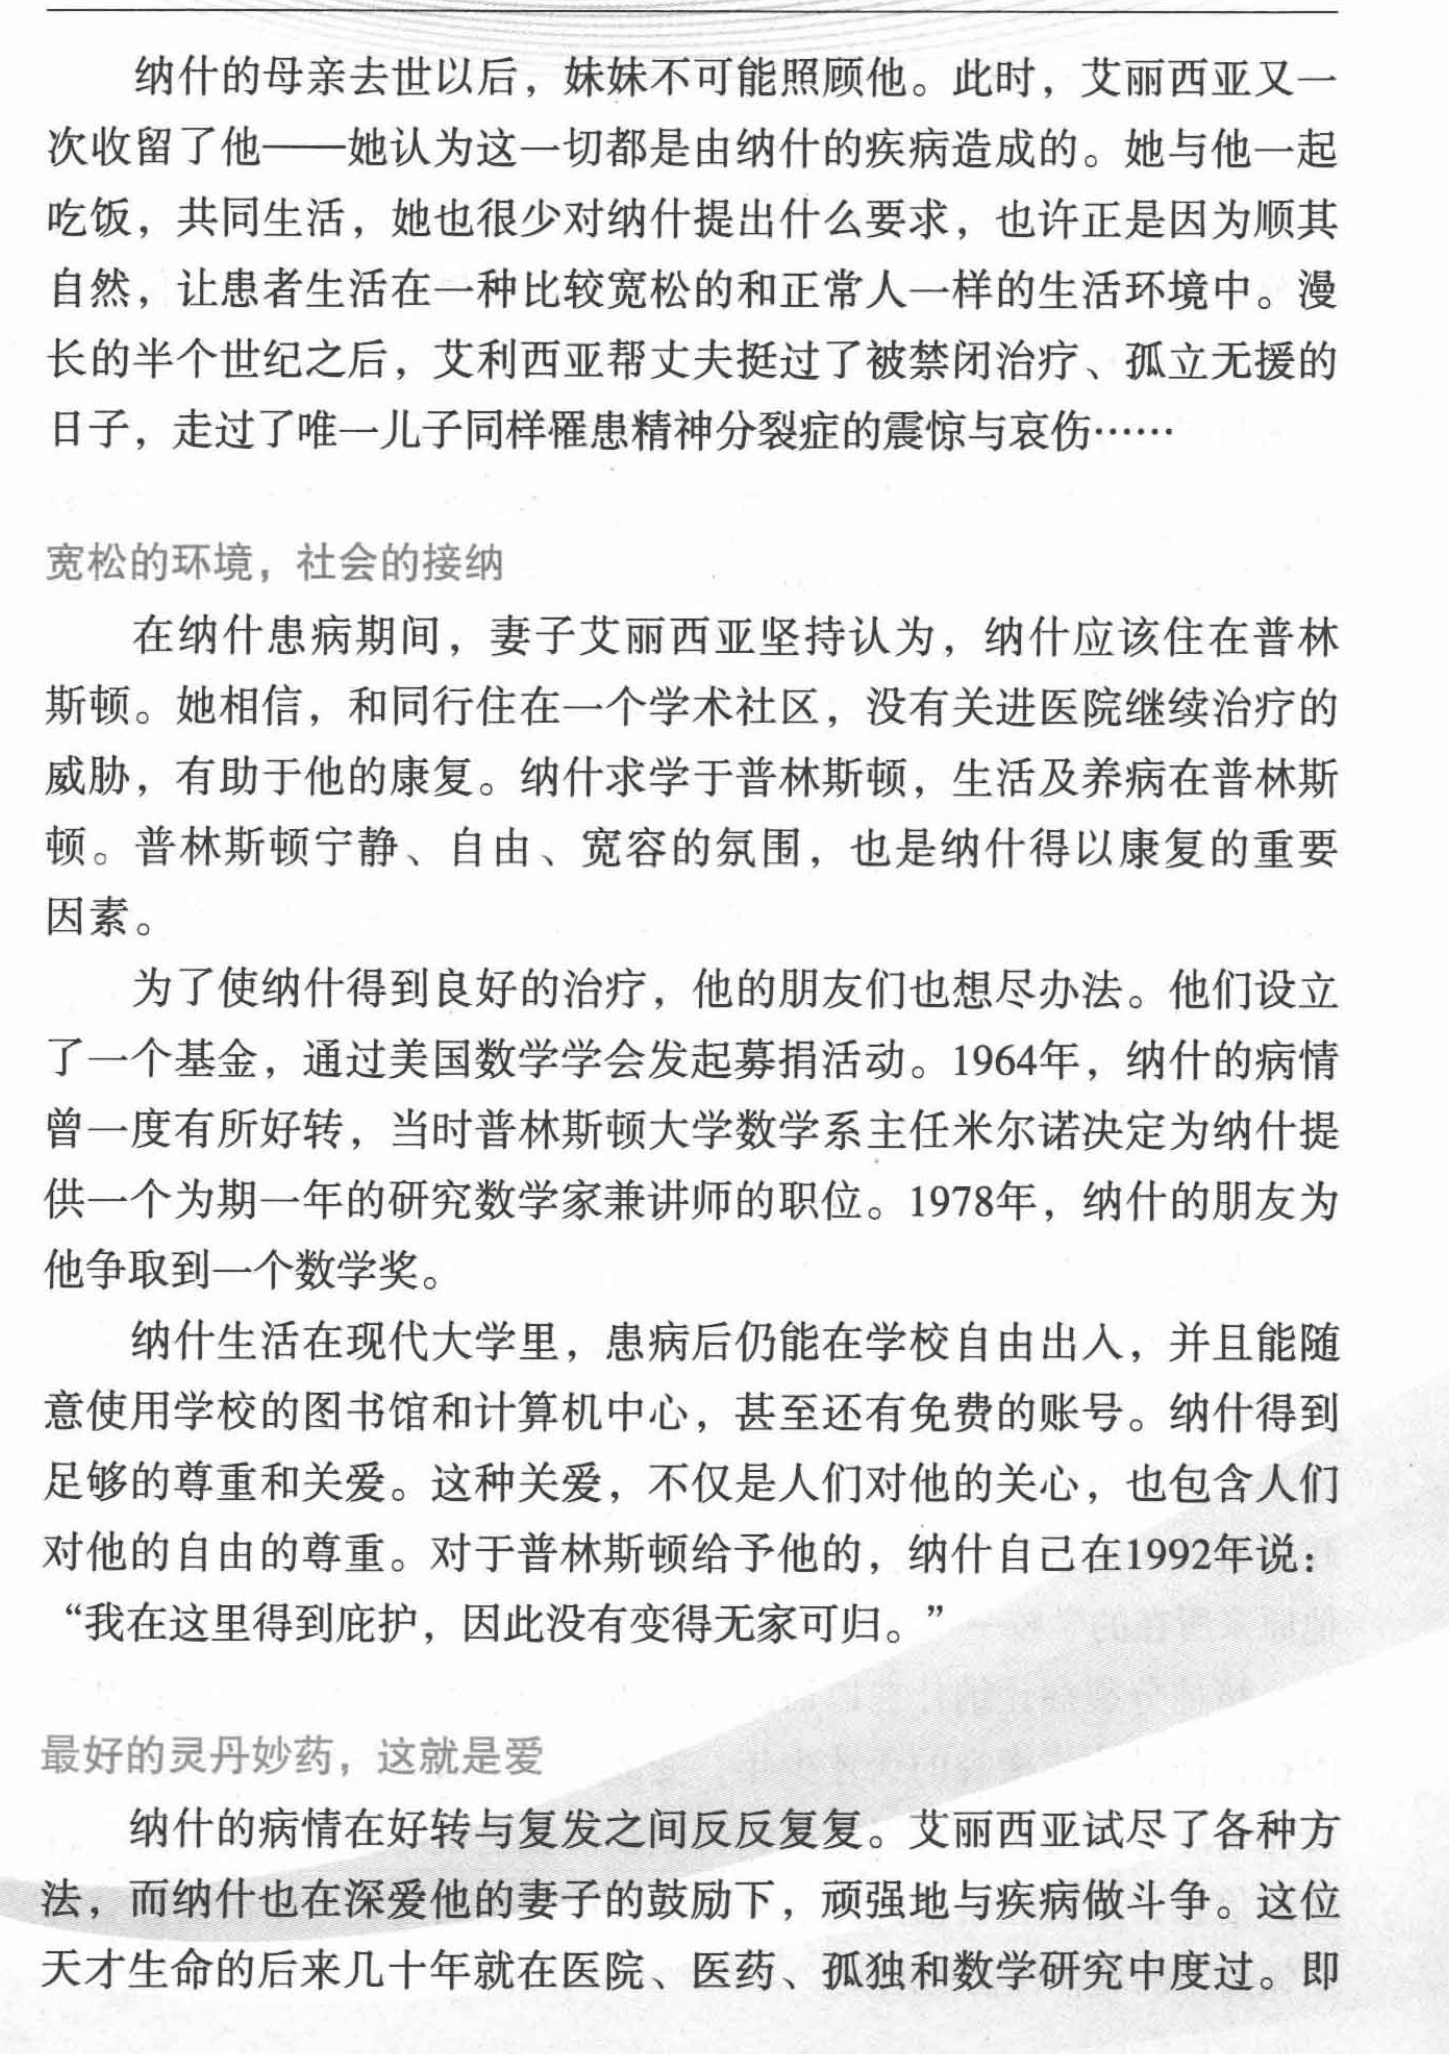 纳什的母亲去世以后，妹妹不可能照顾他。此时，艾丽西亚又一
次收留了他——她认为这一切都是由纳什的疾病造成的。她与他一起
吃饭，共同生活，她也很少对纳什提出什么要求，也许正是因为顺其
自然，让患者生活在一种比较宽松的和正常人一样的生活环境中。漫
长的半个世纪之后，艾利西亚帮丈夫挺过了被禁闭治疗、孤立无援的
日子，走过了唯一儿子同样罹患精神分裂症的震惊与哀伤……
宽松的环境，社会的接纳
在纳什患病期间，妻子艾丽西亚坚持认为，纳什应该住在普林
斯顿。她相信，和同行住在一个学术社区，没有关进医院继续治疗的
威胁，有助于他的康复。纳什求学于普林斯顿，生活及养病在普林斯
顿。普林斯顿宁静、自由、宽容的氛围，也是纳什得以康复的重要
因素。
为了使纳什得到良好的治疗，他的朋友们也想尽办法。他们设立
了一个基金，通过美国数学学会发起募捐活动。1964年，纳什的病情
曾一度有所好转，当时普林斯顿大学数学系主任米尔诺决定为纳什提
供一个为期一年的研究数学家兼讲师的职位。1978年，纳什的朋友为
他争取到一个数学奖。
纳什生活在现代大学里，患病后仍能在学校自由出入，并且能随
意使用学校的图书馆和计算机中心，甚至还有免费的账号。纳什得到
足够的尊重和关爱。这种关爱，不仅是人们对他的关心，也包含人们
对他的自由的尊重。对于普林斯顿给予他的，纳什自己在1992年说：
“我在这里得到庇护，因此没有变得无家可归。”
最好的灵丹妙药，这就是爱
纳什的病情在好转与复发之间反反复复。艾丽西亚试尽了各种方
法，而纳什也在深爱他的妻子的鼓励下，顽强地与疾病做斗争。这位
天才生命的后来几十年就在医院、医药、孤独和数学研究中度过。即